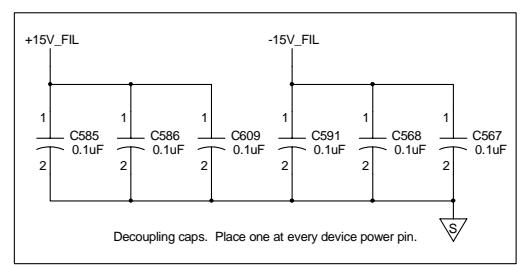 +15V_FIL -15V_FIL
1 1 1 1 1 1
C585 C586 C609 C591 C568 C567
0.1uF 0.1uF 0.1uF 0.1uF 0.1uF 0.1uF
2 2 2 2 2 2
S
Decoupling caps. Place one at every device power pin.